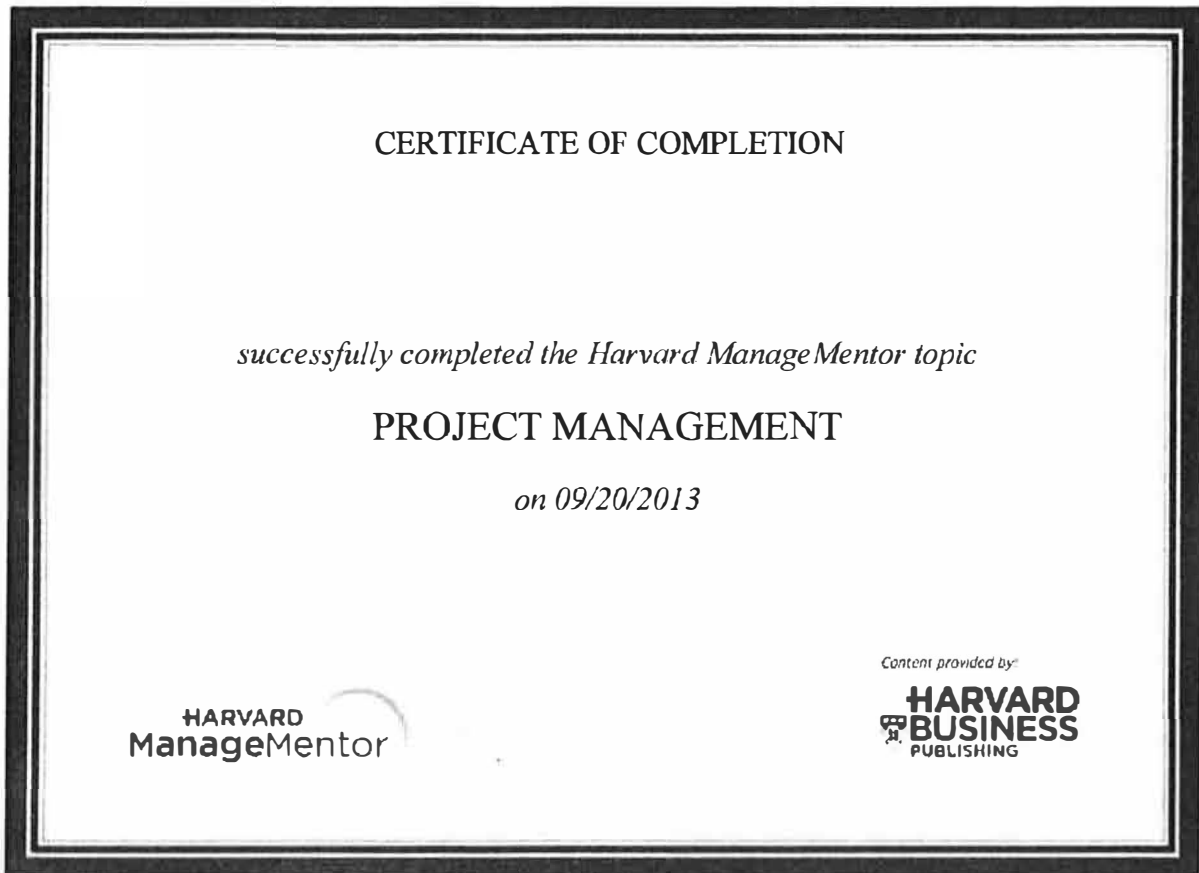 CERTIFICATE OF COMPLETION
successfully completed the Harvard ManageMentor topic
PROJECT MANAGEMENT
on 09/20/2013
Content provided by:
HARVARD
ManageMentor
HARVARD
BUSINESS
PUBLISHING